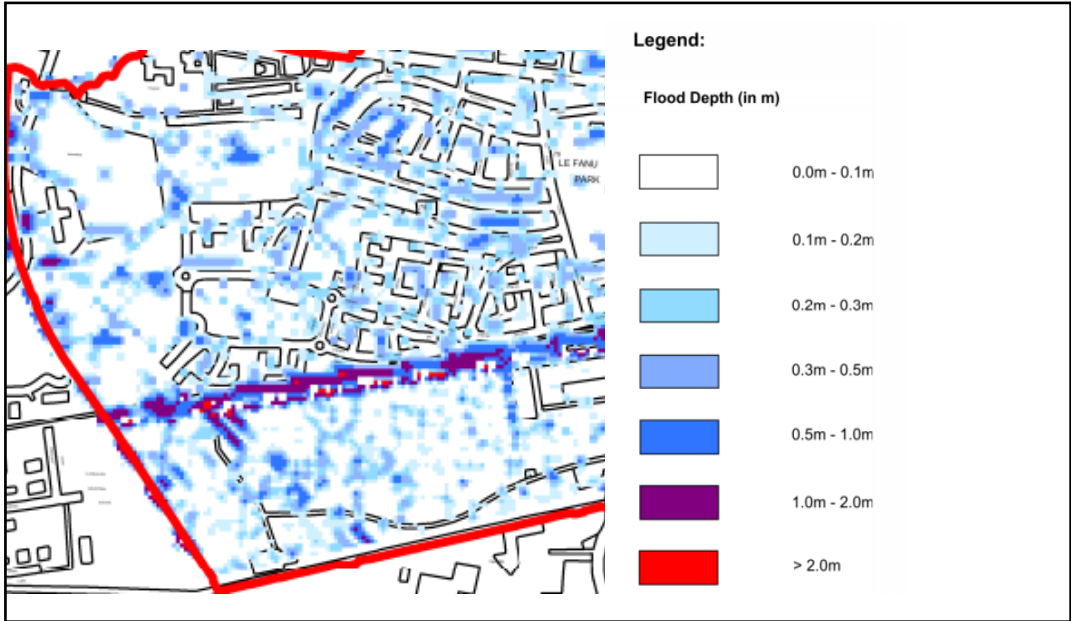 Legend:
Flood Depth (in m)
LE FANU
PARK
0.0m - 0.1m
0.1m - 0.2m
0.2m - 0.3m
0.3m - 0.5m
0.5m - 1.0m
1.0m - 2.0m
> 2.0m